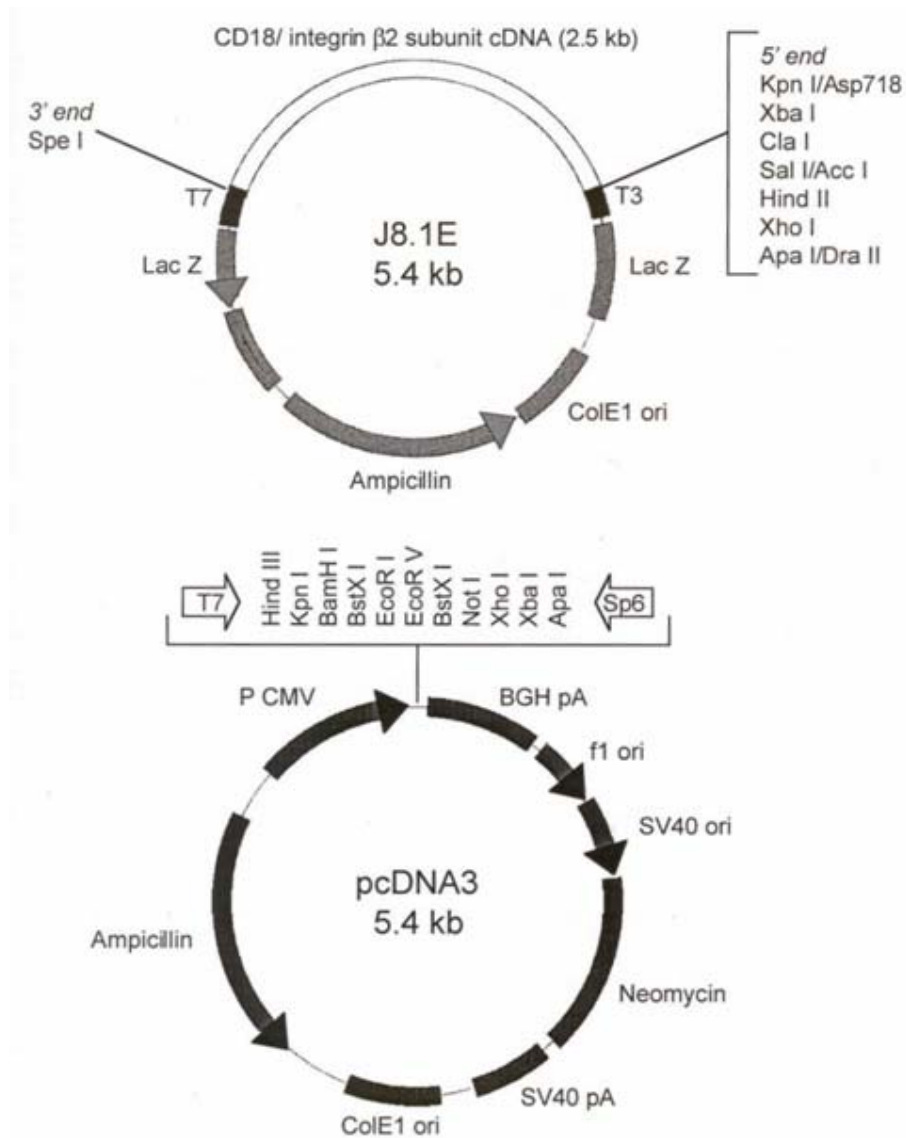 CD18/ integrin β2 subunit cDNA (2.5 kb)
3' end
Spe I
5' end
Kpn I/Asp718
Xba I
Cla I
Sal I/Acc I
Hind II
Xho I
Apa I/Dra II
T7
T3
J8.1E
5.4 kb
Lac Z
Lac Z
ColE1 ori
Ampicillin
T7
Hind III
Kpn I
BamH I
BstX I
EcoR I
EcoR V
BstX I
Not I
Xho I
Xba I
Apa I
Sp6
P CMV
BGH pA
f1 ori
SV40 ori
pcDNA3
5.4 kb
Ampicillin
Neomycin
SV40 pA
ColE1 ori